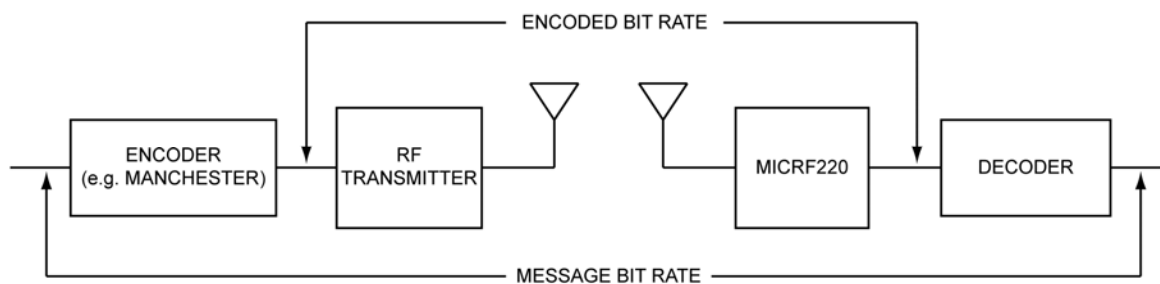 ENCODED BIT RATE
ENCODER
(e.g. MANCHESTER)
RF
TRANSMITTER
MICRF220
DECODER
MESSAGE BIT RATE